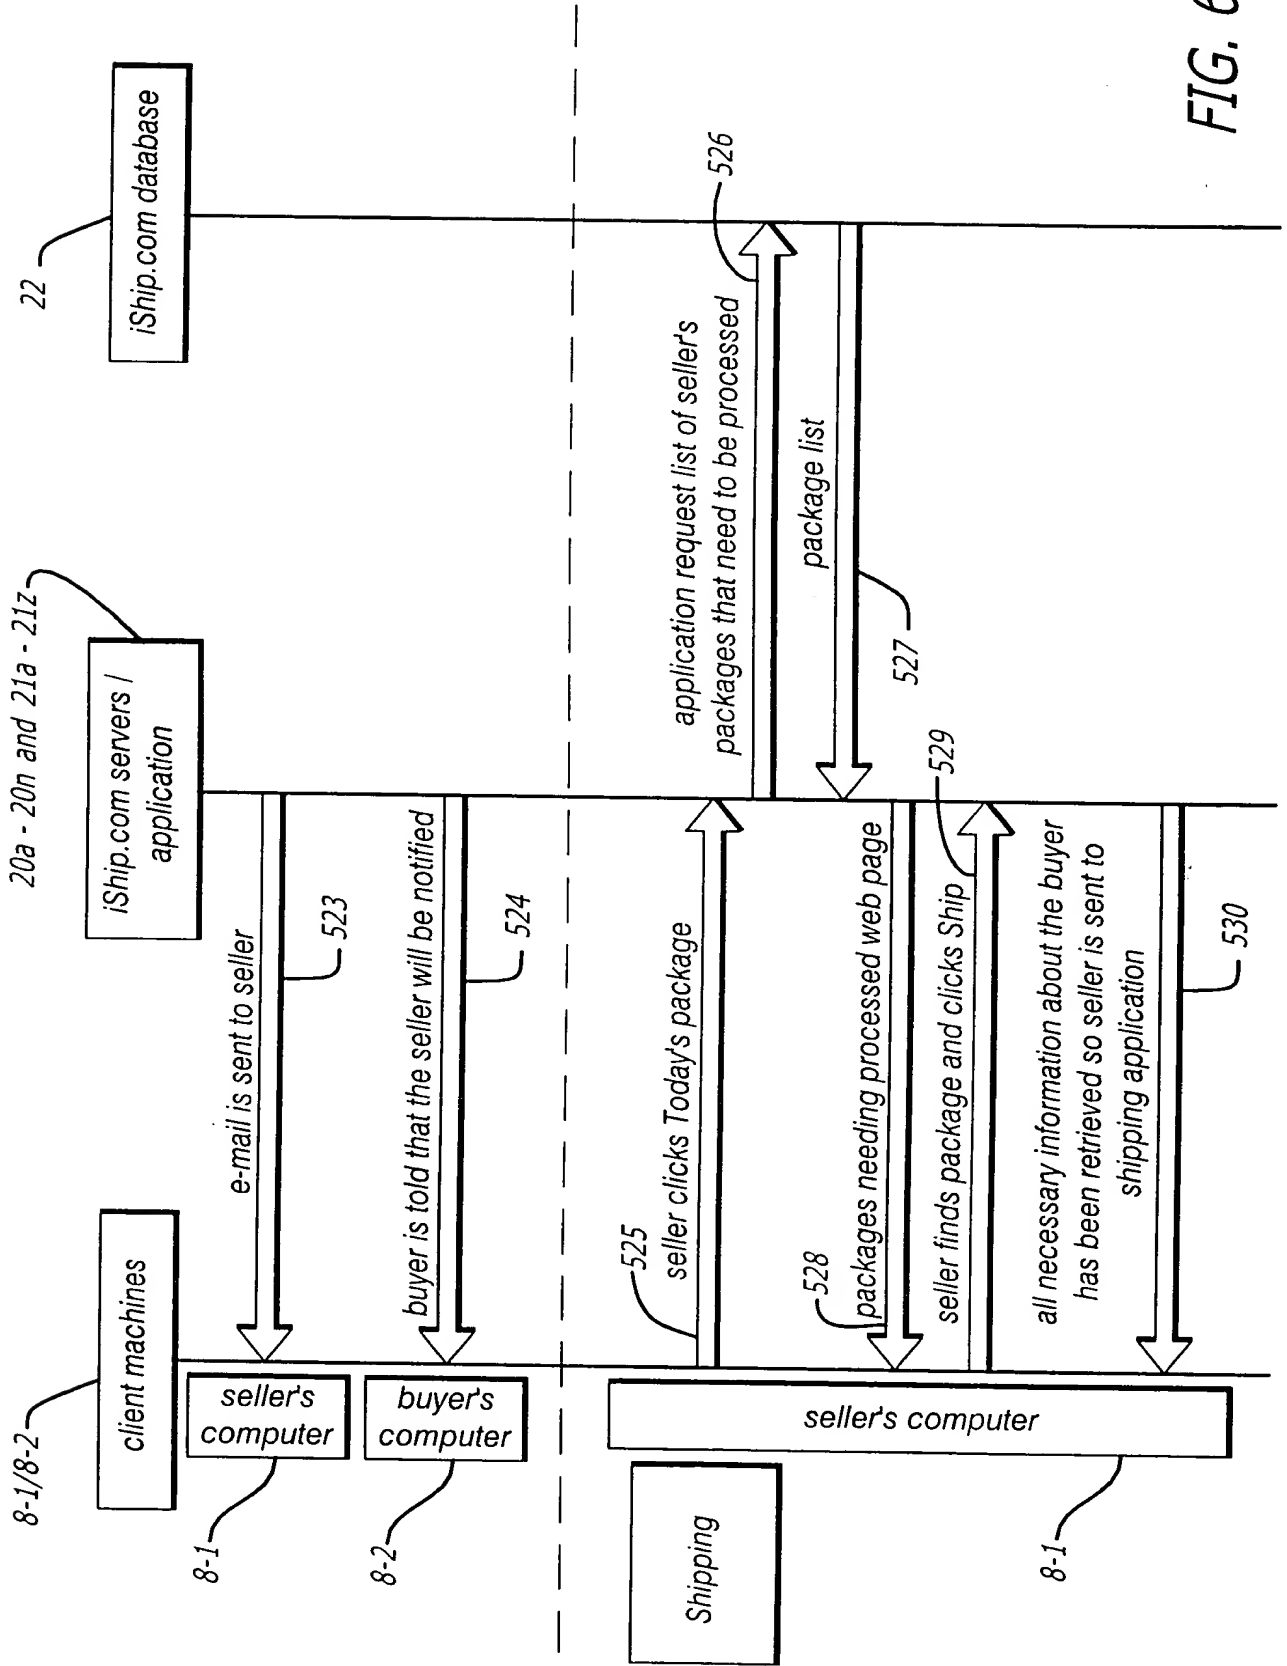 8-1/8-2
client machines
20a - 20n and 21a - 21z
iShip.com servers /
application
22
iShip.com database
8-1
seller's
computer
e-mail is sent to seller
523
8-2
buyer's
computer
buyer is told that the seller will be notified
524
Shipping
seller's computer
8-1
525
seller clicks Today's package
application request list of seller's
packages that need to be processed
526
package list
527
528
packages needing processed web page
seller finds package and clicks Ship
529
all necessary information about the buyer
has been retrieved so seller is sent to
shipping application
530
FIG. 6